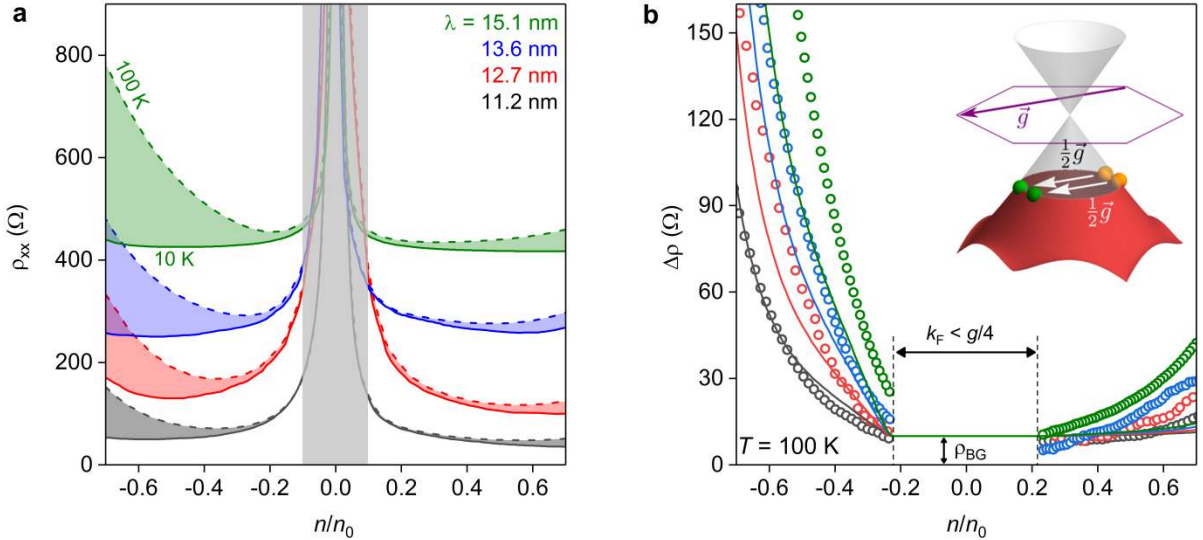 a
ρxx (Ω)
800
600
400
200
0
-0.6
-0.4
-0.2
0.0
0.2
0.4
0.6
n/n0
100 K
10 K
λ = 15.1 nm
13.6 nm
12.7 nm
11.2 nm
b
Δρ (Ω)
150
120
90
60
30
0
-0.6
-0.4
-0.2
0.0
0.2
0.4
0.6
n/n0
T = 100 K
kF < g/4
ρBG
g⃗
½g⃗
½g⃗